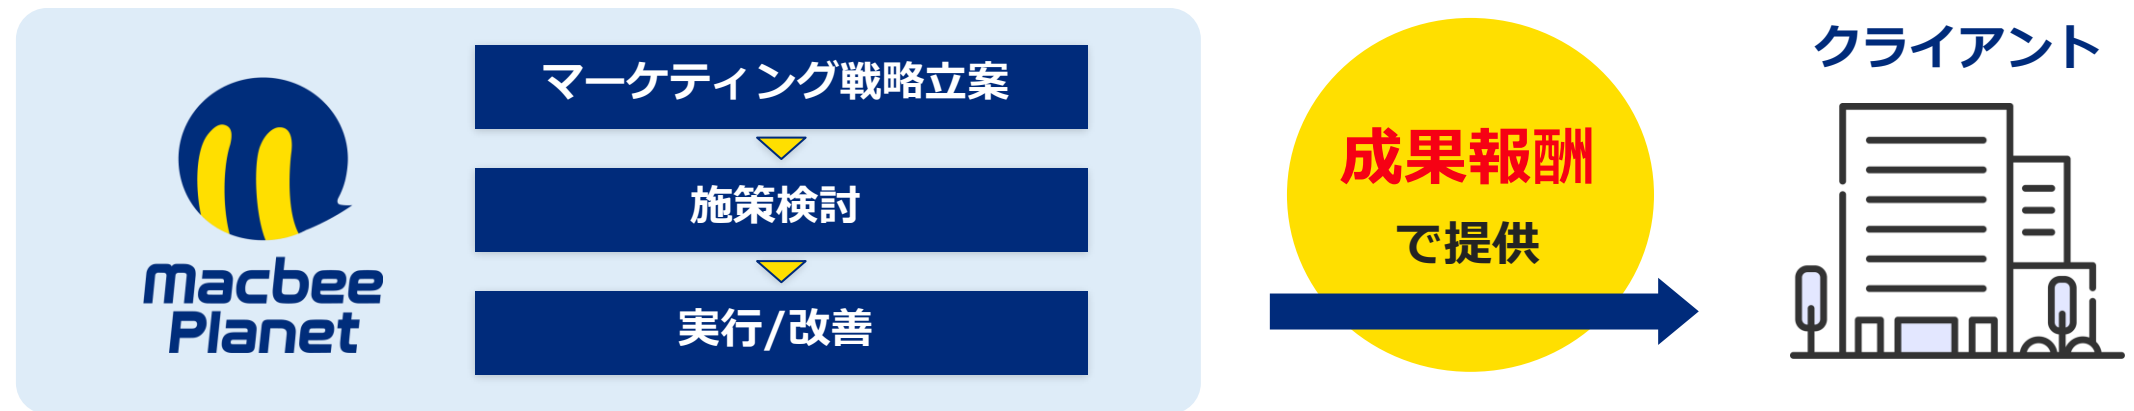 macbee
Planet
マーケティング戦略立案
施策検討
実行/改善
成果報酬
で提供
クライアント